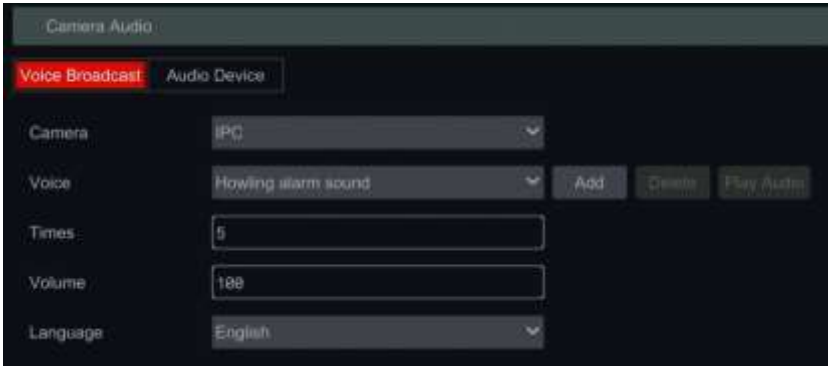 Camera Audio
Voice Broadcast Audio Device
Camera IPC
Voice Howling alarm sound Add Delete Play Audio
Times 5
Volume 100
Language English